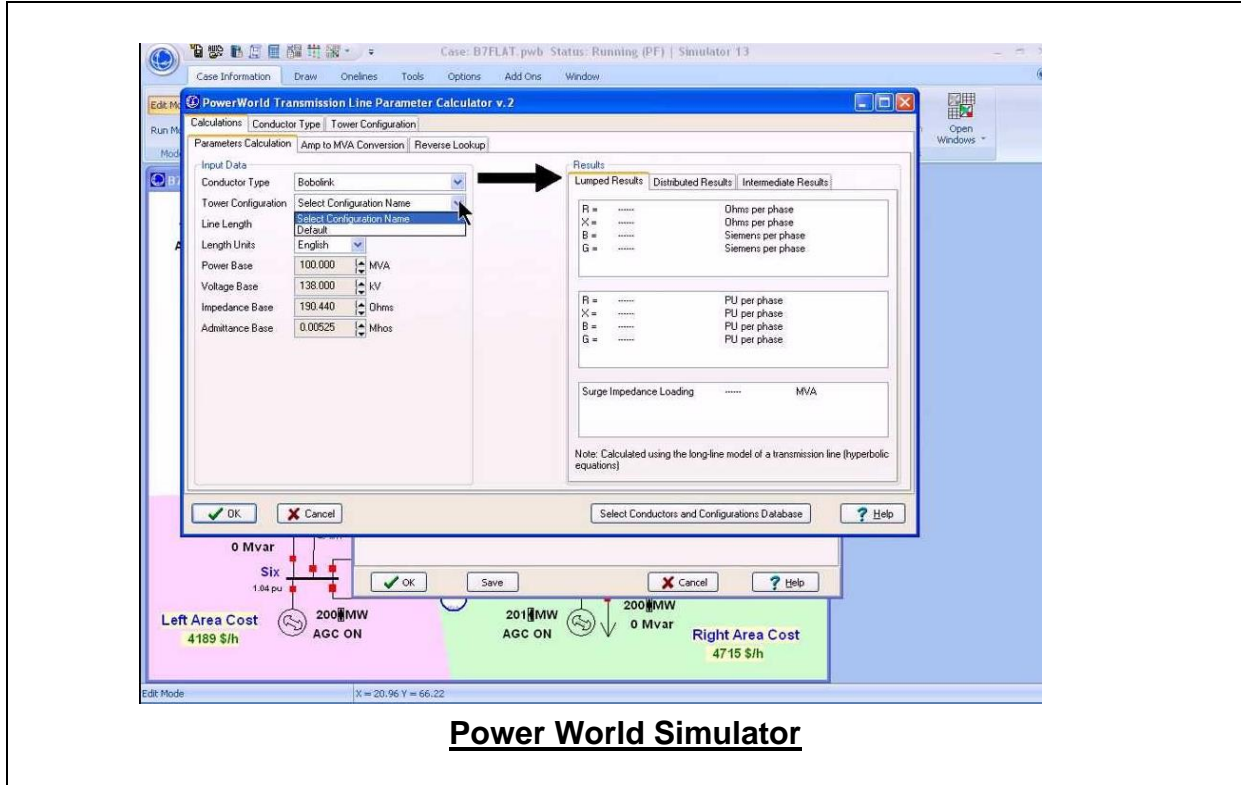 Case: B7FLAT.pwb Status: Running (PF) | Simulator 13
Case Information Draw Onelines Tools Options Add Ons Window
Edit Mo
Run Mo
Mode
Open
Windows
PowerWorld Transmission Line Parameter Calculator v.2
Calculations Conductor Type Tower Configuration
Parameters Calculation Amp to MVA Conversion Reverse Lookup
Input Data
Conductor Type Bobolink
Tower Configuration Select Configuration Name
Select Configuration Name
Line Length Default
Length Units English
Power Base 100.000 MVA
Voltage Base 138.000 kV
Impedance Base 190.440 Ohms
Admittance Base 0.00525 Mhos
Results
Lumped Results Distributed Results Intermediate Results
R = ------ Ohms per phase
X = ------ Ohms per phase
B = ------ Siemens per phase
G = ------ Siemens per phase
R = ------ PU per phase
X = ------ PU per phase
B = ------ PU per phase
G = ------ PU per phase
Surge Impedance Loading ------ MVA
Note: Calculated using the long-line model of a transmission line (hyperbolic
equations)
OK Cancel Select Conductors and Configurations Database ? Help
0 Mvar
Six
1.04 pu
OK Save Cancel ? Help
Left Area Cost
4189 $/h
200 MW
AGC ON
201 MW
AGC ON
200 MW
0 Mvar
Right Area Cost
4715 $/h
Edit Mode X = 20.96 Y = 66.22
Power World Simulator